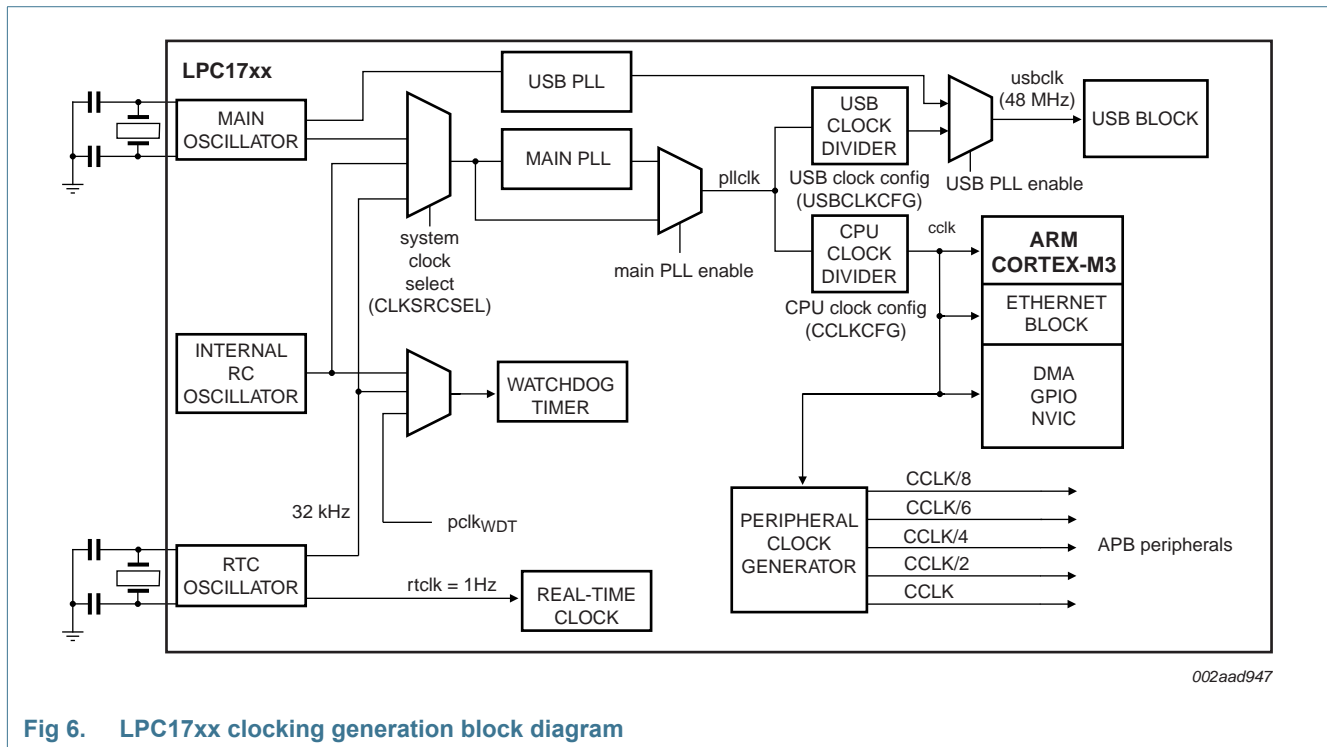 LPC17xx
MAIN
OSCILLATOR
USB PLL
MAIN PLL
system
clock
select
(CLKSRCSEL)
main PLL enable
pllclk
USB
CLOCK
DIVIDER
USB clock config
(USBCLKCFG)
usbclk
(48 MHz)
USB BLOCK
USB PLL enable
CPU
CLOCK
DIVIDER
CPU clock config
(CCLKCFG)
cclk
ARM
CORTEX-M3
ETHERNET
BLOCK
DMA
GPIO
NVIC
INTERNAL
RC
OSCILLATOR
WATCHDOG
TIMER
pclkWDT
32 kHz
RTC
OSCILLATOR
rtclk = 1Hz
REAL-TIME
CLOCK
PERIPHERAL
CLOCK
GENERATOR
CCLK/8
CCLK/6
CCLK/4
CCLK/2
CCLK
APB peripherals
002aad947
Fig 6. LPC17xx clocking generation block diagram